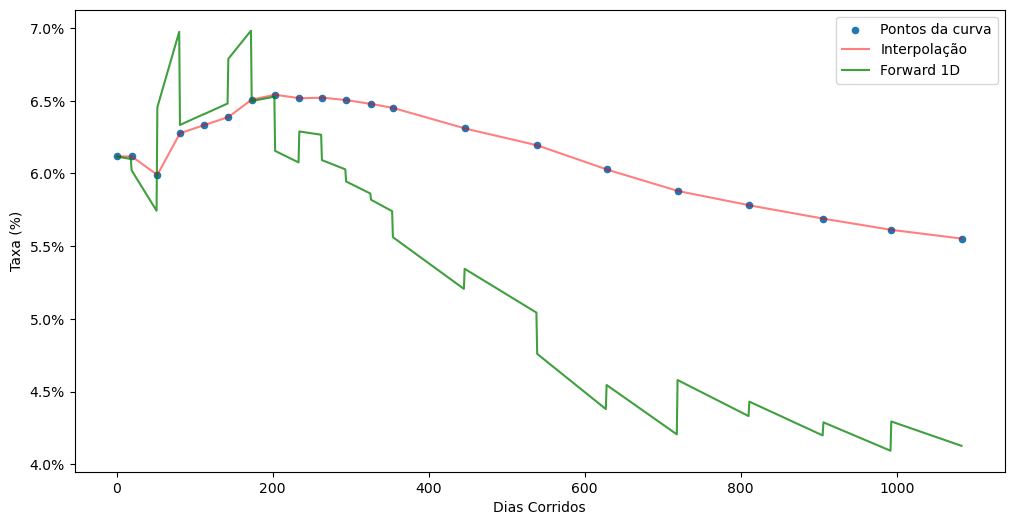 7.0%
6.5%
6.0%
5.5%
5.0%
4.5%
4.0%
Taxa (%)
0
200
400
600
800
1000
Dias Corridos
Pontos da curva
Interpolação
Forward 1D